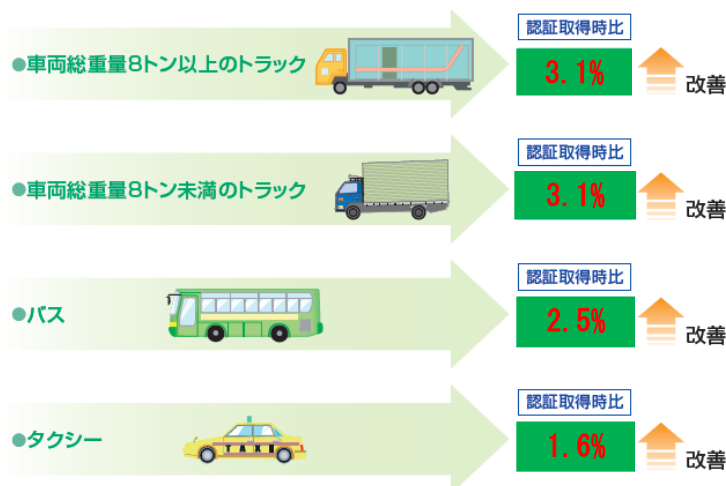 認証取得時比
●車両総重量8トン以上のトラック
3.1%
改善
認証取得時比
●車両総重量8トン未満のトラック
3.1%
改善
認証取得時比
●バス
2.5%
改善
認証取得時比
●タクシー
TAXI
1.6%
改善